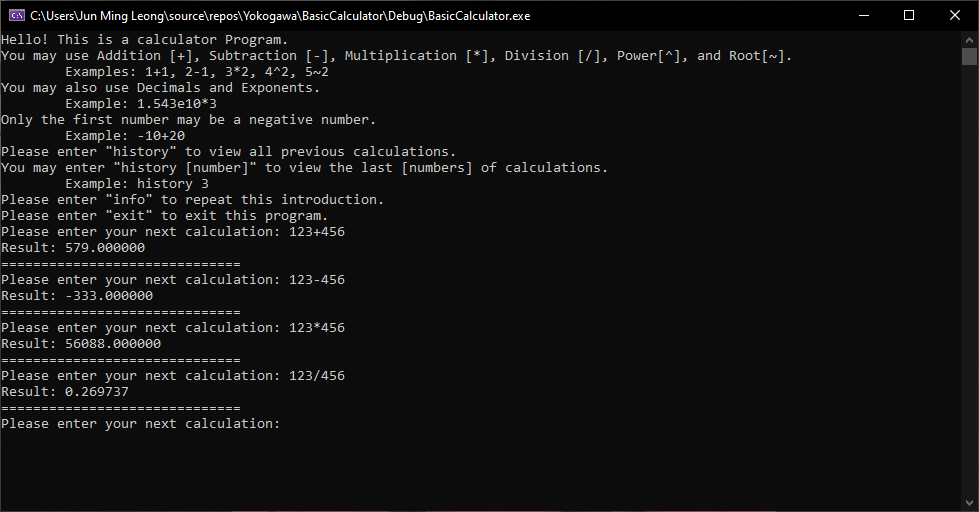 C:\Users\Jun Ming Leong\source\repos\Yokogawa\BasicCalculator\Debug\BasicCalculator.exe
Hello! This is a calculator Program.
You may use Addition [+], Subtraction [-], Multiplication [*], Division [/], Power[^], and Root[~].
Examples: 1+1, 2-1, 3*2, 4^2, 5~2
You may also use Decimals and Exponents.
Example: 1.543e10*3
Only the first number may be a negative number.
Example: -10+20
Please enter "history" to view all previous calculations.
You may enter "history [number]" to view the last [numbers] of calculations.
Example: history 3
Please enter "info" to repeat this introduction.
Please enter "exit" to exit this program.
Please enter your next calculation: 123+456
Result: 579.000000
==============================
Please enter your next calculation: 123-456
Result: -333.000000
==============================
Please enter your next calculation: 123*456
Result: 56088.000000
==============================
Please enter your next calculation: 123/456
Result: 0.269737
==============================
Please enter your next calculation: